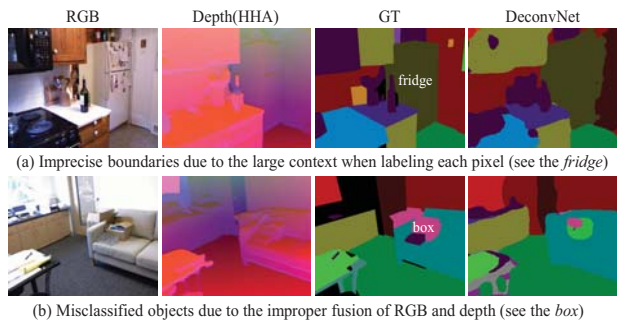 RGB Depth(HHA) GT DeconvNet
fridge
(a) Imprecise boundaries due to the large context when labeling each pixel (see the fridge)
box
(b) Misclassified objects due to the improper fusion of RGB and depth (see the box)